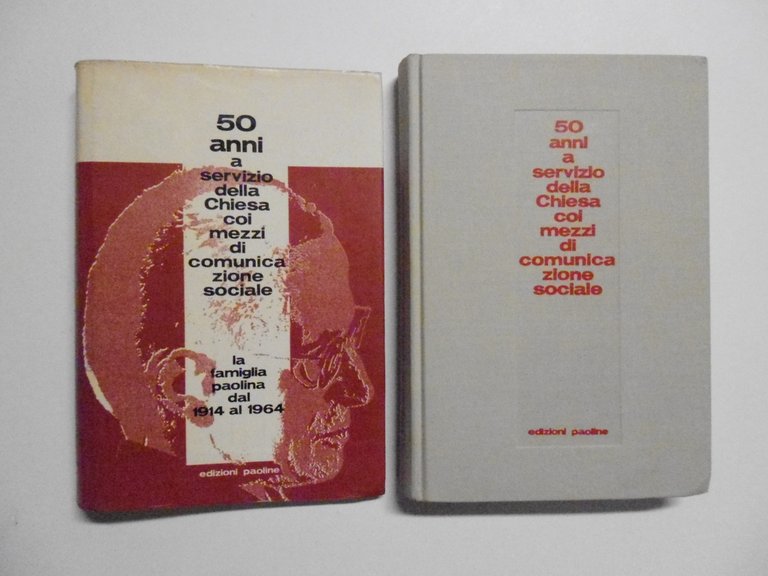 50
anni
a
servizio
della
Chiesa
coi
mezzi
di
comunica
zione
sociale
la
famiglia
paolina
dal
1914 al 1964
edizioni paoline
50
anni
a
servizio
della
Chiesa
coi
mezzi
di
comunica
zione
sociale
edizioni paoline